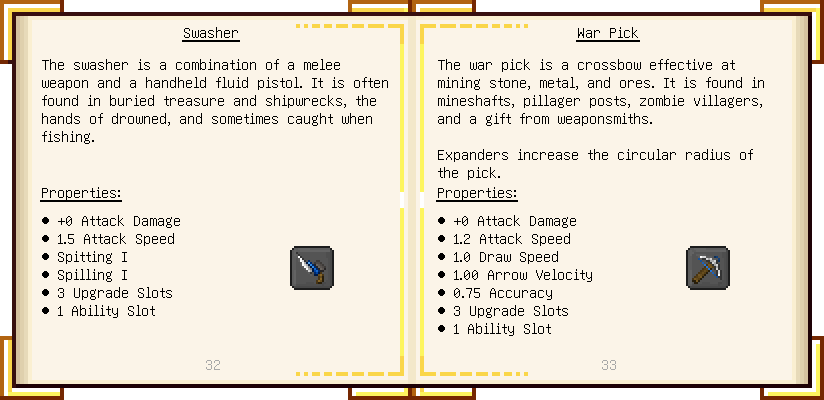 Swasher
The swasher is a combination of a melee
weapon and a handheld fluid pistol. It is often
found in buried treasure and shipwrecks, the
hands of drowned, and sometimes caught when
fishing.
Properties:
• +0 Attack Damage
• 1.5 Attack Speed
• Spitting I
• Spilling I
• 3 Upgrade Slots
• 1 Ability Slot
32
War Pick
The war pick is a crossbow effective at
mining stone, metal, and ores. It is found in
mineshafts, pillager posts, zombie villagers,
and a gift from weaponsmiths.
Expanders increase the circular radius of
the pick.
Properties:
• +0 Attack Damage
• 1.2 Attack Speed
• 1.0 Draw Speed
• 1.00 Arrow Velocity
• 0.75 Accuracy
• 3 Upgrade Slots
• 1 Ability Slot
33